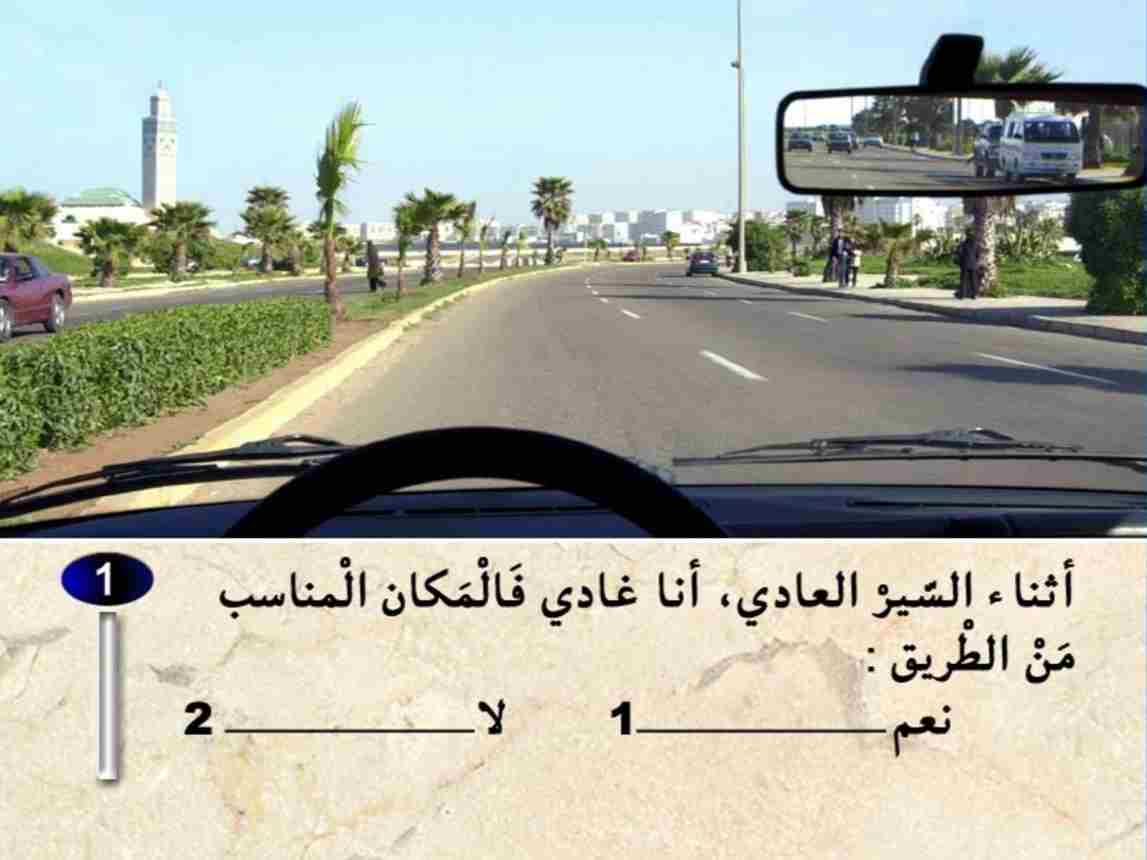 1
أثناء السّيرْ العادي، أنا غادي فَالْمَكان الْمناسب
مَنْ الطْريق :
نعم 1 لا 2